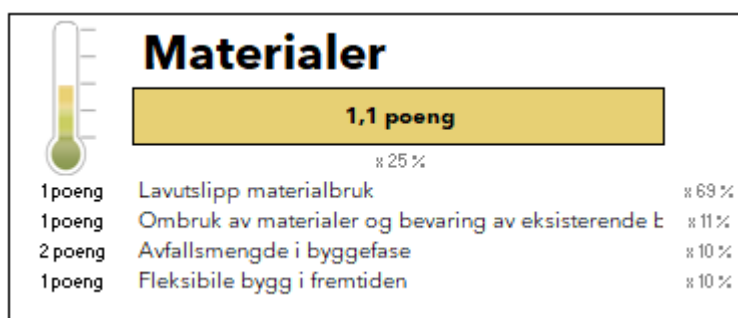 Materialer
1,1 poeng
x 25 %
1 poeng Lavutslipp materialbruk x 69 %
1 poeng Ombruk av materialer og bevaring av eksisterende b x 11 %
2 poeng Avfallsmengde i byggefase x 10 %
1 poeng Fleksibile bygg i fremtiden x 10 %